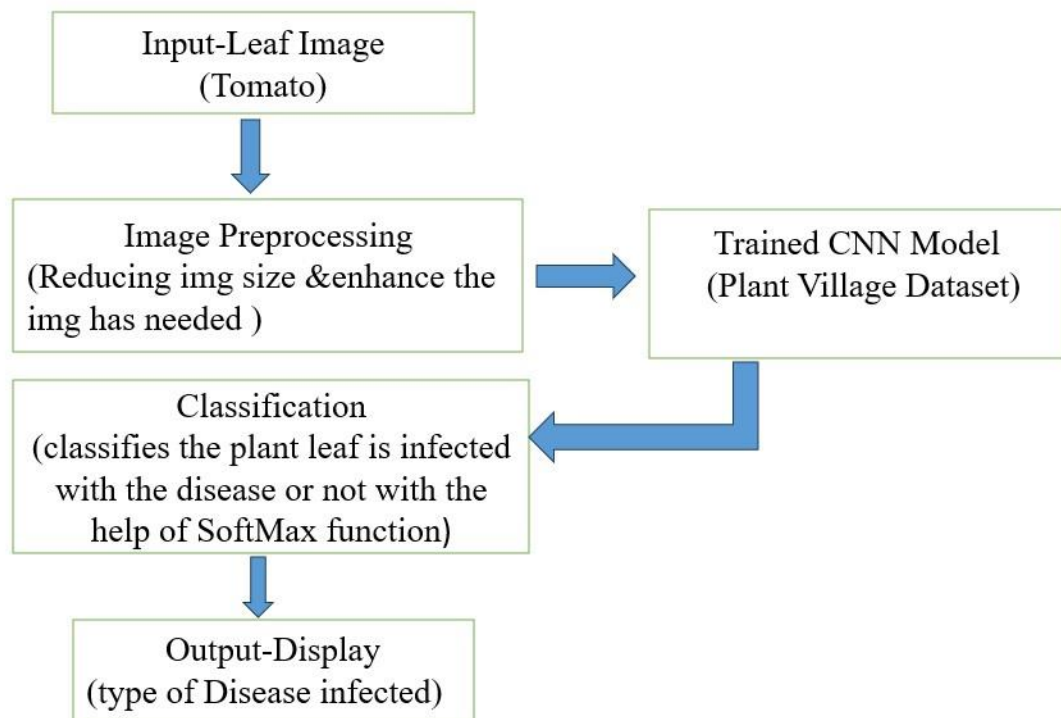 Input-Leaf Image
(Tomato)
Image Preprocessing
(Reducing img size &enhance the
img has needed )
Trained CNN Model
(Plant Village Dataset)
Classification
(classifies the plant leaf is infected
with the disease or not with the
help of SoftMax function)
Output-Display
(type of Disease infected)